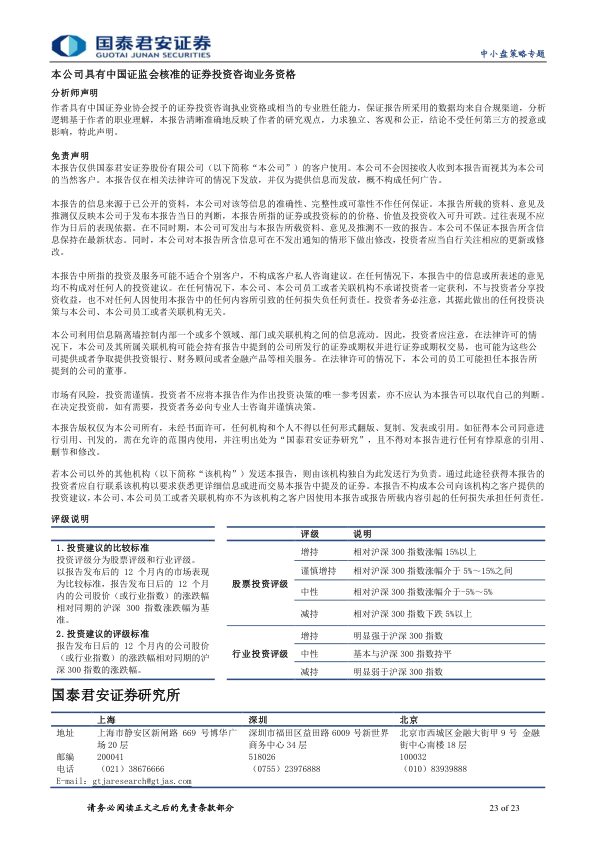 国泰君安证券
GUOTAI JUNAN SECURITIES
中小盘策略专题
本公司具有中国证监会核准的证券投资咨询业务资格
分析师声明
作者具有中国证券业协会授予的证券投资咨询执业资格或相当的专业胜任能力，保证报告所采用的数据均来自合规渠道，分析
逻辑基于作者的职业理解，本报告清晰准确地反映了作者的研究观点，力求独立、客观和公正，结论不受任何第三方的授意或
影响，特此声明。
免责声明
本报告仅供国泰君安证券股份有限公司（以下简称“本公司”）的客户使用。本公司不会因接收人收到本报告而视其为本公司
的当然客户。本报告仅在相关法律许可的情况下发放，并仅为提供信息而发放，概不构成任何广告。
本报告的信息来源于已公开的资料，本公司对该等信息的准确性、完整性或可靠性不作任何保证。本报告所载的资料、意见及
推测仅反映本公司于发布本报告当日的判断，本报告所指的证券或投资标的的价格、价值及投资收入可升可跌。过往表现不应
作为日后的表现依据。在不同时期，本公司可发出与本报告所载资料、意见及推测不一致的报告。本公司不保证本报告所含信
息保持在最新状态。同时，本公司对本报告所含信息可在不发出通知的情形下做出修改，投资者应当自行关注相应的更新或修
改。
本报告中所指的投资及服务可能不适合个别客户，不构成客户私人咨询建议。在任何情况下，本报告中的信息或所表述的意见
均不构成对任何人的投资建议。在任何情况下，本公司、本公司员工或者关联机构不承诺投资者一定获利，不与投资者分享投
资收益，也不对任何人因使用本报告中的任何内容所引致的任何损失负任何责任。投资者务必注意，其据此做出的任何投资决
策与本公司、本公司员工或者关联机构无关。
本公司利用信息隔离墙控制内部一个或多个领域、部门或关联机构之间的信息流动。因此，投资者应注意，在法律许可的情
况下，本公司及其所属关联机构可能会持有报告中提到的公司所发行的证券或期权并进行证券或期权交易，也可能为这些公
司提供或者争取提供投资银行、财务顾问或者金融产品等相关服务。在法律许可的情况下，本公司的员工可能担任本报告所
提到的公司的董事。
市场有风险，投资需谨慎。投资者不应将本报告作为作出投资决策的唯一参考因素，亦不应认为本报告可以取代自己的判断。
在决定投资前，如有需要，投资者务必向专业人士咨询并谨慎决策。
本报告版权仅为本公司所有，未经书面许可，任何机构和个人不得以任何形式翻版、复制、发表或引用。如征得本公司同意进
行引用、刊发的，需在允许的范围内使用，并注明出处为“国泰君安证券研究”，且不得对本报告进行任何有悖原意的引用、
删节和修改。
若本公司以外的其他机构（以下简称“该机构”）发送本报告，则由该机构独自为此发送行为负责。通过此途径获得本报告的
投资者应自行联系该机构以要求获悉更详细信息或进而交易本报告中提及的证券。本报告不构成本公司向该机构之客户提供的
投资建议，本公司、本公司员工或者关联机构亦不为该机构之客户因使用本报告或报告所载内容引起的任何损失承担任何责任。
评级说明
评级 说明
1.投资建议的比较标准
投资评级分为股票评级和行业评级。
以报告发布后的 12 个月内的市场表现
为比较标准，报告发布日后的 12 个月
内的公司股价（或行业指数）的涨跌幅
相对同期的沪深 300 指数涨跌幅为基
准。
股票投资评级
增持 相对沪深 300 指数涨幅 15%以上
谨慎增持 相对沪深 300 指数涨幅介于 5%～15%之间
中性 相对沪深 300 指数涨幅介于-5%～5%
减持 相对沪深 300 指数下跌 5%以上
2.投资建议的评级标准
报告发布日后的 12 个月内的公司股价
（或行业指数）的涨跌幅相对同期的沪
深 300 指数的涨跌幅。
行业投资评级
增持 明显强于沪深 300 指数
中性 基本与沪深 300 指数持平
减持 明显弱于沪深 300 指数
国泰君安证券研究所
上海 深圳 北京
地址 上海市静安区新闸路 669 号博华广 深圳市福田区益田路 6009 号新世界 北京市西城区金融大街甲 9 号 金融
场 20 层 商务中心 34 层 街中心南楼 18 层
邮编 200041 518026 100032
电话 （021）38676666 （0755）23976888 （010）83939888
E-mail：gtjaresearch@gtjas.com
请务必阅读正文之后的免责条款部分
23 of 23